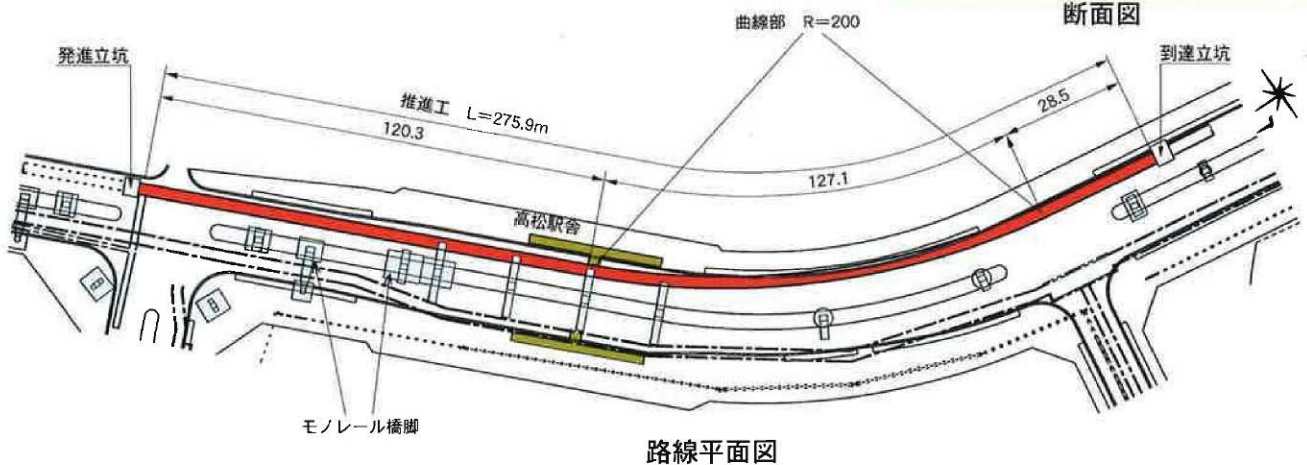 断面図
曲線部 R=200
発進立坑
到達立坑
推進工 L=275.9m
120.3
127.1
28.5
高松駅舎
モノレール橋脚
路線平面図